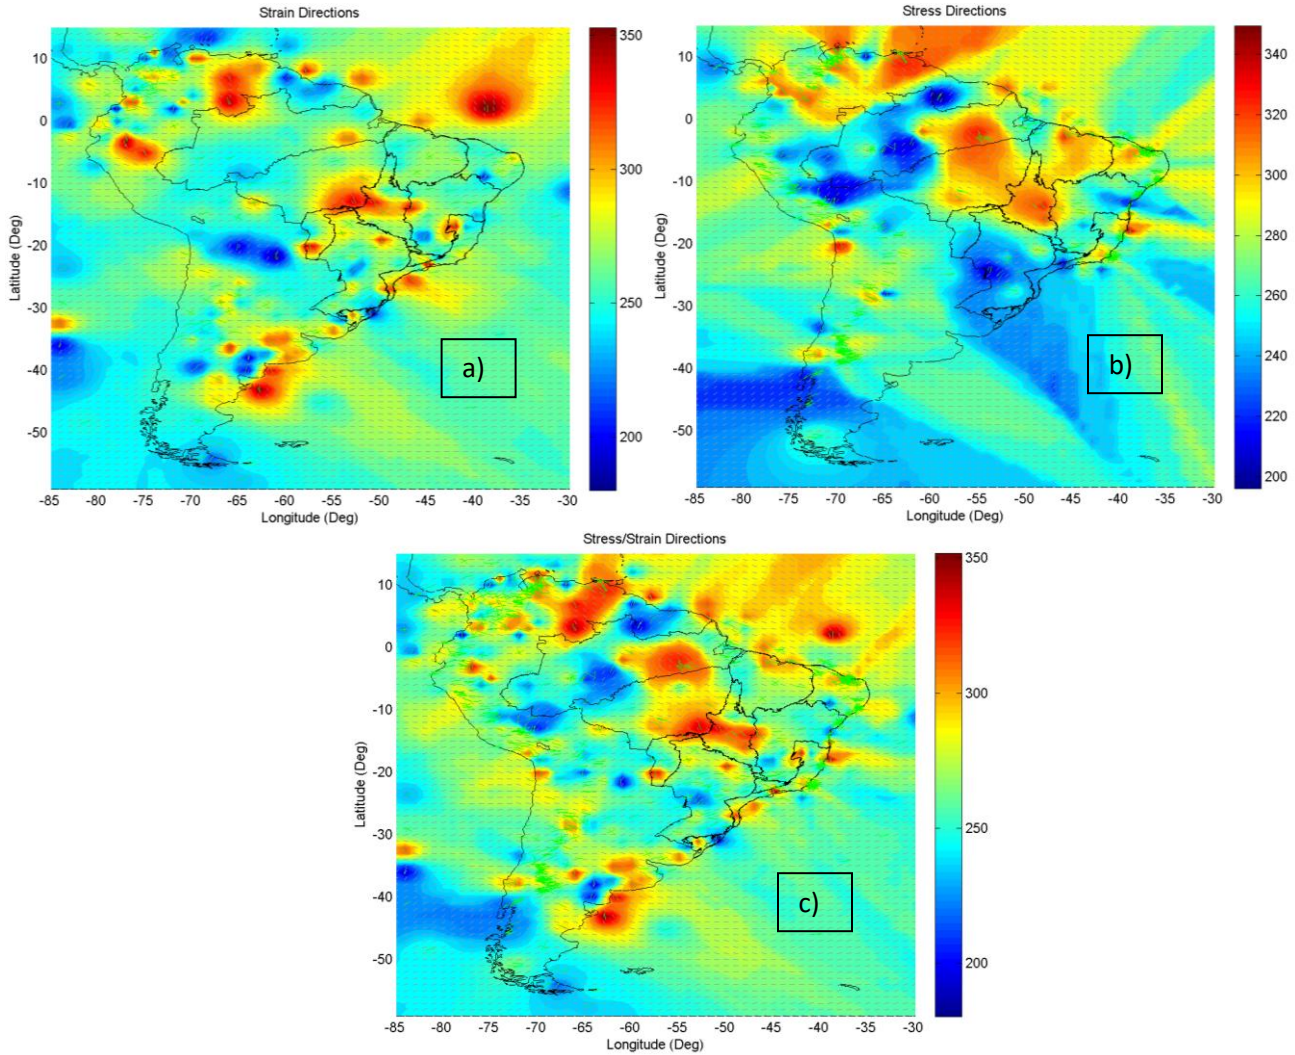 Strain Directions
350
300
250
200
10
0
-10
-20
-30
-40
-50
Latitude (Deg)
-85 -80 -75 -70 -65 -60 -55 -50 -45 -40 -35 -30
Longitude (Deg)
a)
Stress Directions
340
320
300
280
260
240
220
200
10
0
-10
-20
-30
-40
-50
Latitude (Deg)
-85 -80 -75 -70 -65 -60 -55 -50 -45 -40 -35 -30
Longitude (Deg)
b)
Stress/Strain Directions
350
300
250
200
10
0
-10
-20
-30
-40
-50
Latitude (Deg)
-85 -80 -75 -70 -65 -60 -55 -50 -45 -40 -35 -30
Longitude (Deg)
c)